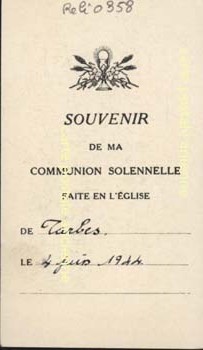 Reli 0358
SOUVENIR
DE MA
COMMUNION SOLENNELLE
FAITE EN L'ÉGLISE
DE Tarbes.
LE 4 juin 1944